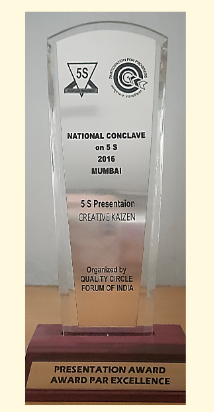 5S
NATIONAL CONCLAVE
on 5 S
2016
MUMBAI
5 S Presentaion
CREATIVE KAIZEN
Organized by
QUALITY CIRCLE
FORUM OF INDIA
PRESENTATION AWARD
AWARD PAR EXCELLENCE